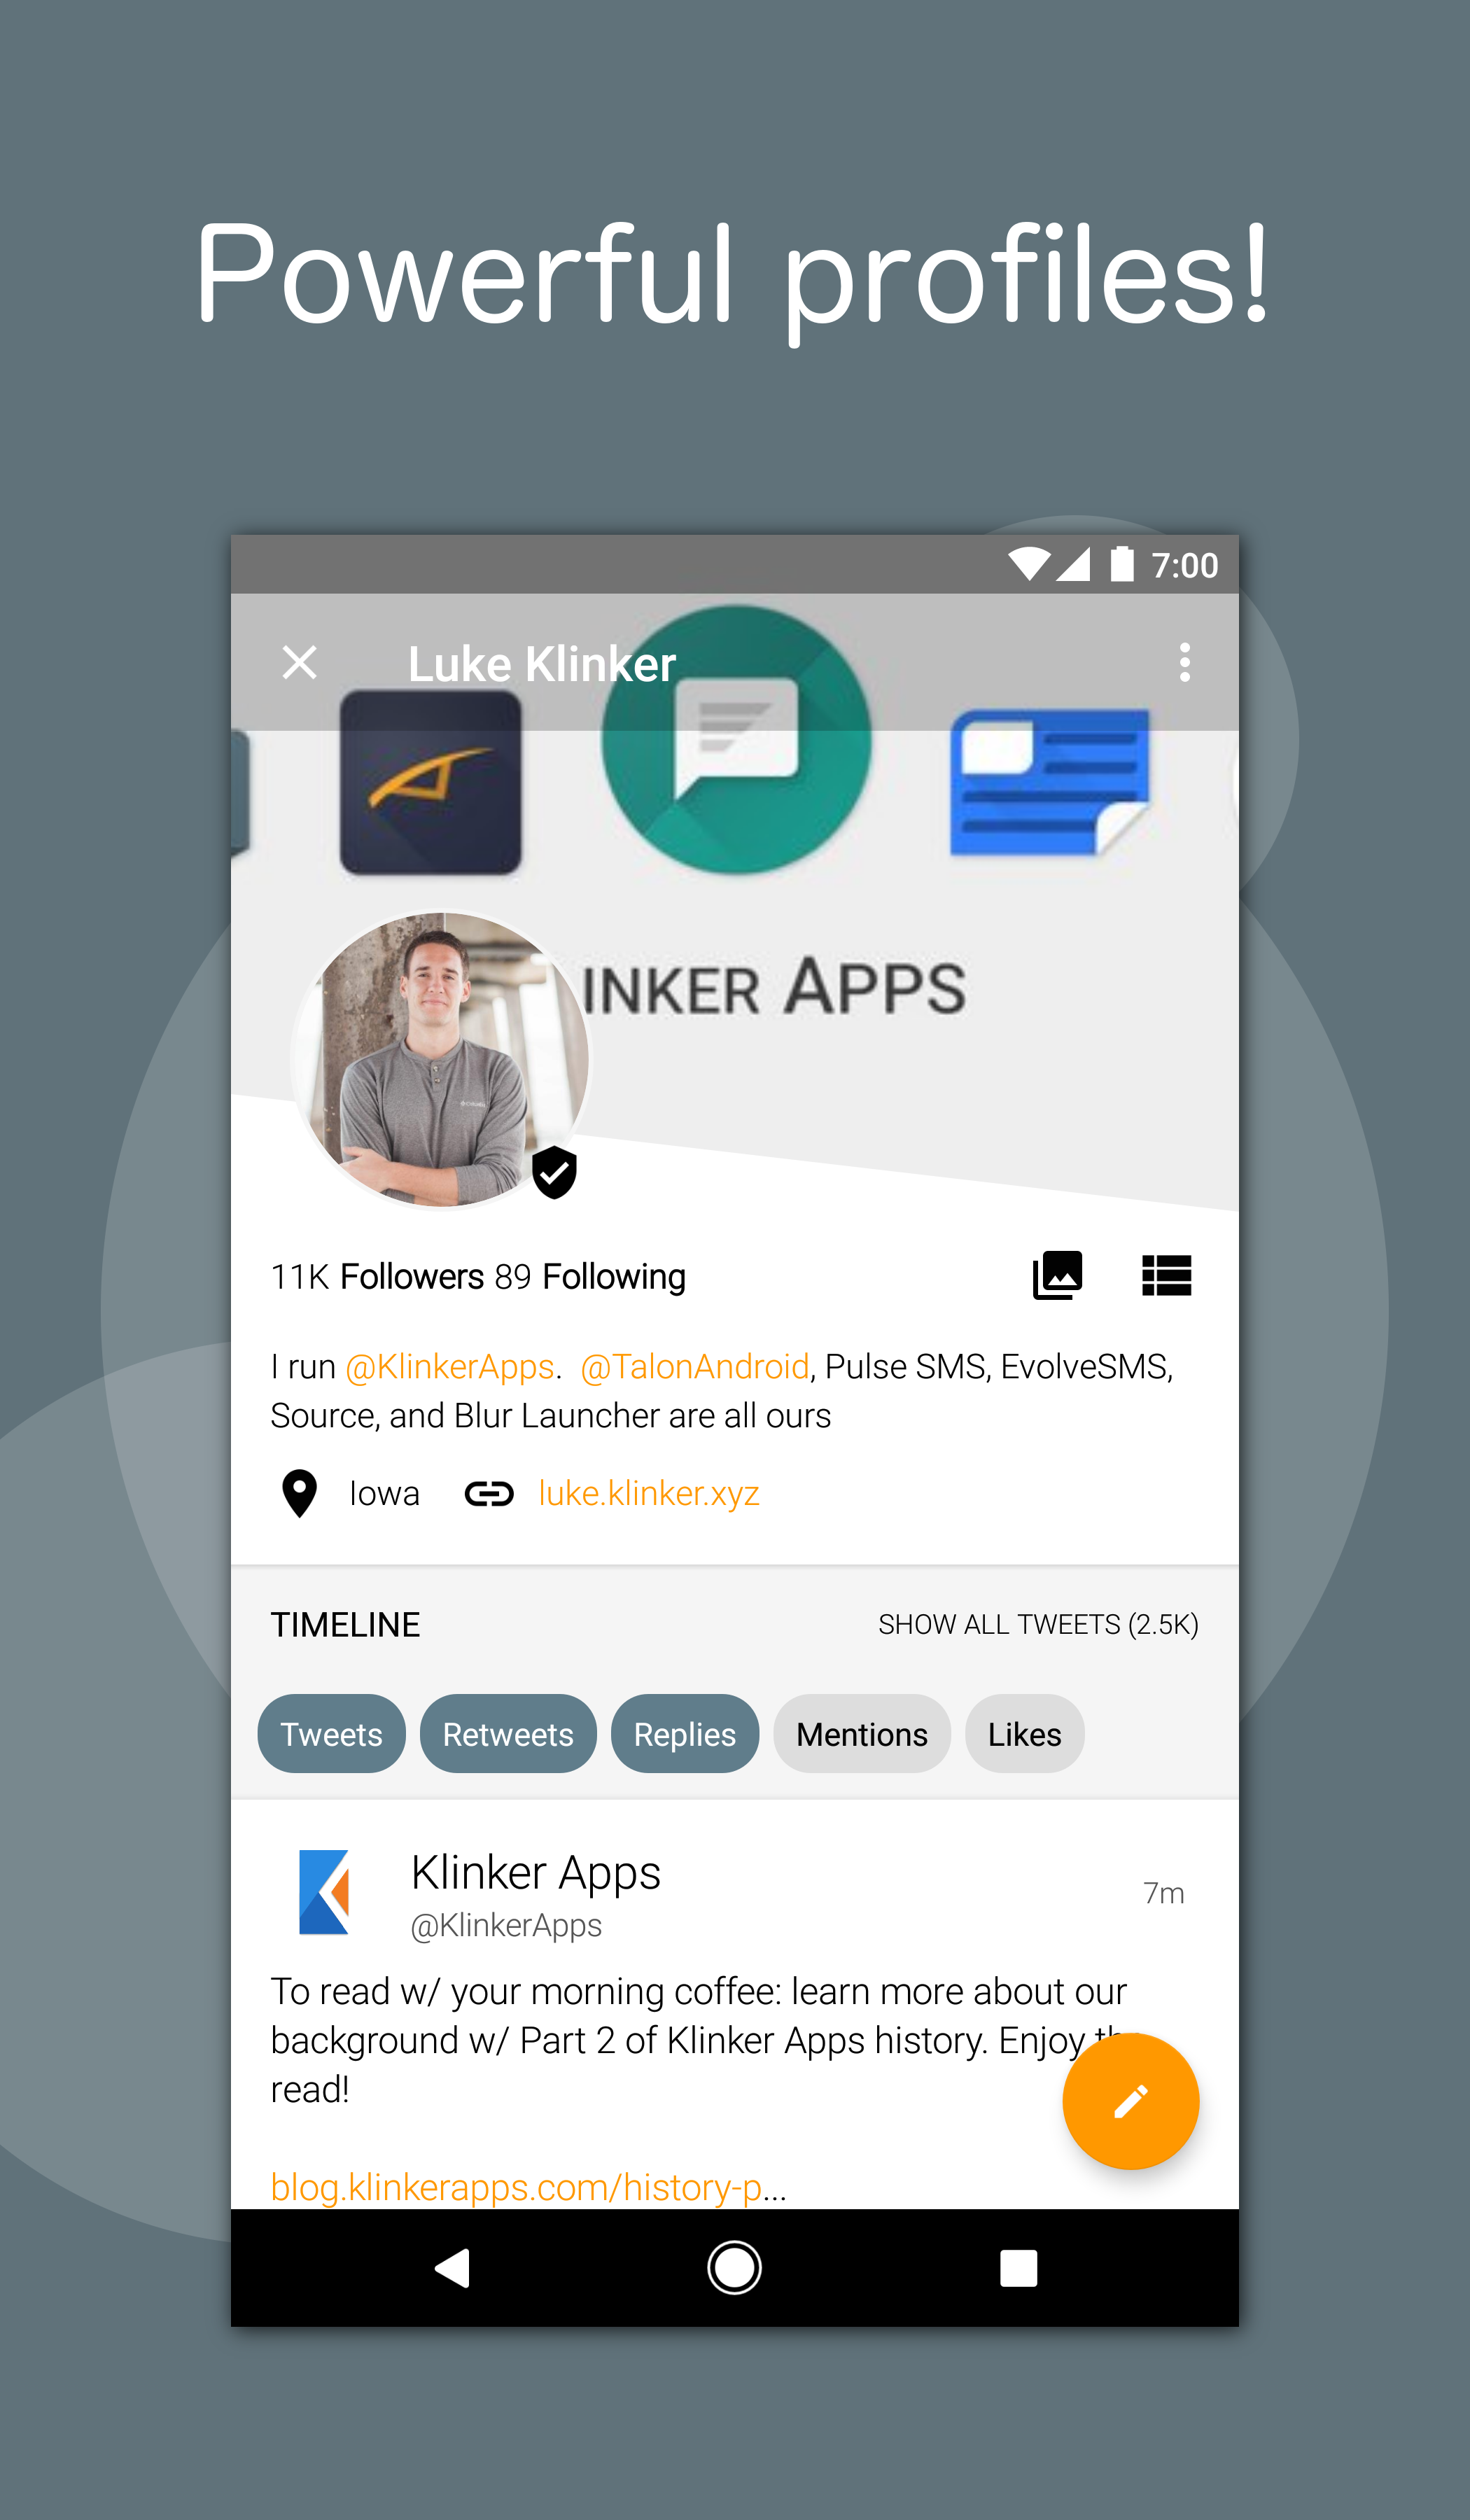 Powerful profiles!
7:00
Luke Klinker
INKER APPS
11K Followers 89 Following
I run @KlinkerApps.  @TalonAndroid, Pulse SMS, EvolveSMS,
Source, and Blur Launcher are all ours
Iowa luke.klinker.xyz
TIMELINE SHOW ALL TWEETS (2.5K)
Tweets Retweets Replies Mentions Likes
Klinker Apps
7m
@KlinkerApps
To read w/ your morning coffee: learn more about our
background w/ Part 2 of Klinker Apps history. Enjoy
read!
blog.klinkerapps.com/history-p...